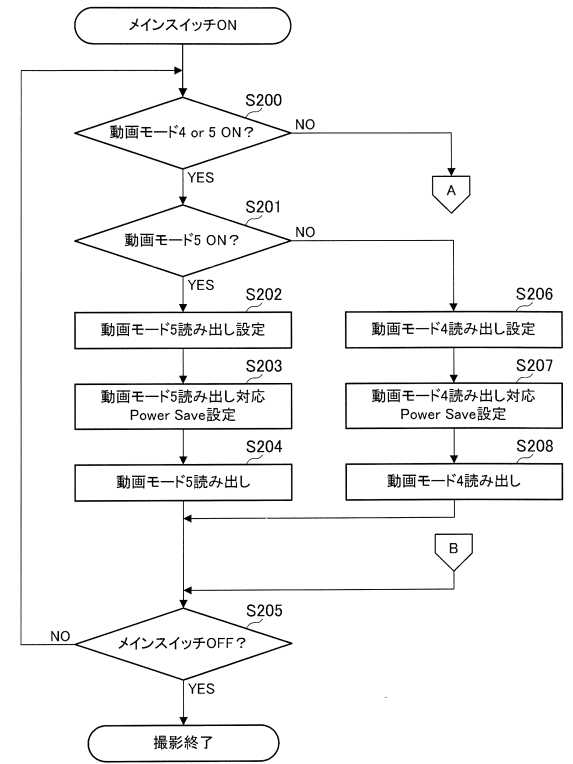 メインスイッチON
S200
動画モード4 or 5 ON？
NO
A
YES
S201
動画モード5 ON？
NO
YES
S202
動画モード5読み出し設定
S206
動画モード4読み出し設定
S203
動画モード5読み出し対応
Power Save設定
S207
動画モード4読み出し対応
Power Save設定
S204
動画モード5読み出し
S208
動画モード4読み出し
B
S205
メインスイッチOFF？
NO
YES
撮影終了